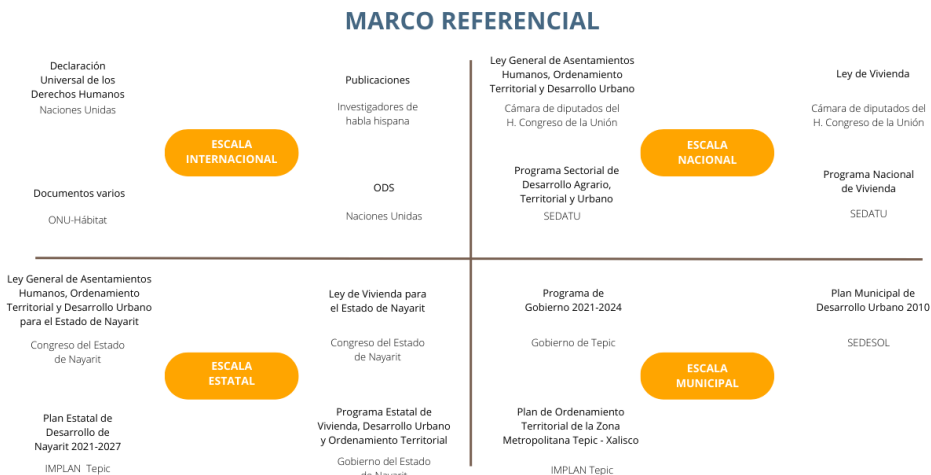 MARCO REFERENCIAL
Declaración
Universal de los
Derechos Humanos
Naciones Unidas
Publicaciones
Investigadores de
habla hispana
ESCALA
INTERNACIONAL
Documentos varios
ONU-Hábitat
ODS
Naciones Unidas
Ley General de Asentamientos
Humanos, Ordenamiento
Territorial y Desarrollo Urbano
Cámara de diputados del
H. Congreso de la Unión
Ley de Vivienda
Cámara de diputados del
H. Congreso de la Unión
ESCALA
NACIONAL
Programa Sectorial de
Desarrollo Agrario,
Territorial y Urbano
SEDATU
Programa Nacional
de Vivienda
SEDATU
Ley General de Asentamientos
Humanos, Ordenamiento
Territorial y Desarrollo Urbano
para el Estado de Nayarit
Congreso del Estado
de Nayarit
Ley de Vivienda para
el Estado de Nayarit
Congreso del Estado
de Nayarit
ESCALA
ESTATAL
Plan Estatal de
Desarrollo de
Nayarit 2021-2027
IMPLAN Tepic
Programa Estatal de
Vivienda, Desarrollo Urbano
y Ordenamiento Territorial
Gobierno del Estado
de Nayarit
Programa de
Gobierno 2021-2024
Gobierno de Tepic
Plan Municipal de
Desarrollo Urbano 2010
SEDESOL
ESCALA
MUNICIPAL
Plan de Ordenamiento
Territorial de la Zona
Metropolitana Tepic - Xalisco
IMPLAN Tepic